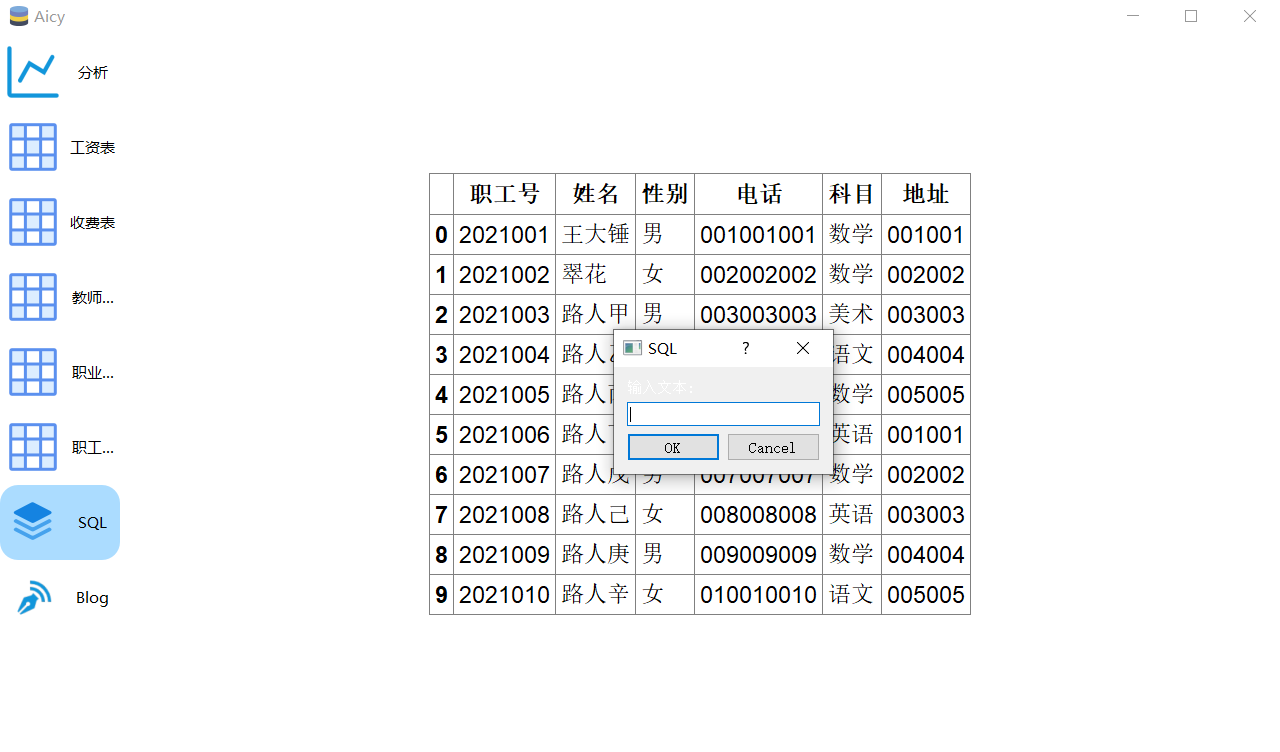 Aicy
分析
工资表
收费表
教师...
职业...
职工...
SQL
Blog
职工号 姓名 性别 电话 科目 地址
0 2021001 王大锤 男 001001001 数学 001001
1 2021002 翠花 女 002002002 数学 002002
2 2021003 路人甲 男 003003003 美术 003003
3 2021004 路人 语文 004004
4 2021005 路人 数学 005005
5 2021006 路人 英语 001001
6 2021007 路人戊 男 007007007 数学 002002
7 2021008 路人己 女 008008008 英语 003003
8 2021009 路人庚 男 009009009 数学 004004
9 2021010 路人辛 女 010010010 语文 005005
SQL ?
输入文本:
OK Cancel